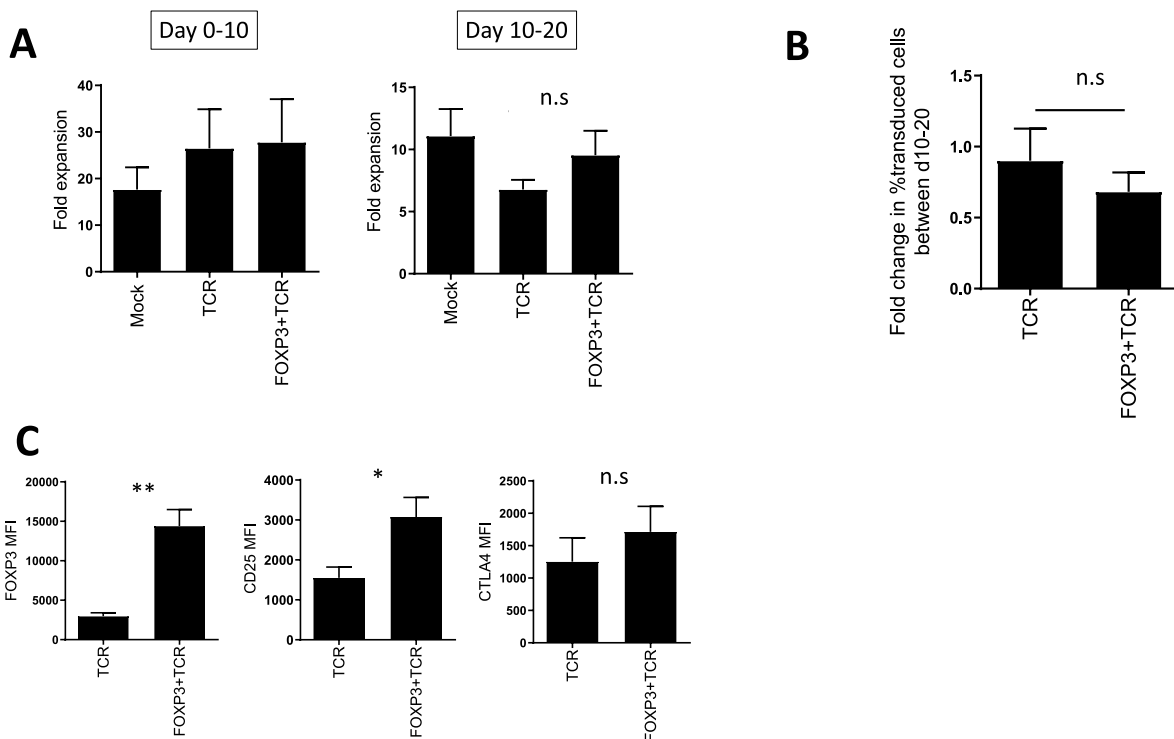 A
Day 0-10
Fold expansion
40
30
20
10
0
Mock
TCR
FOXP3+TCR
Day 10-20
n.s
Fold expansion
15
10
5
0
Mock
TCR
FOXP3+TCR
B
n.s
Fold change in %transduced cells
between d10-20
1.5
1.0
0.5
0.0
TCR
FOXP3+TCR
C
**
FOXP3 MFI
20000
15000
10000
5000
0
TCR
FOXP3+TCR
*
CD25 MFI
4000
3000
2000
1000
0
TCR
FOXP3+TCR
n.s
CTLA4 MFI
2500
2000
1500
1000
500
0
TCR
FOXP3+TCR